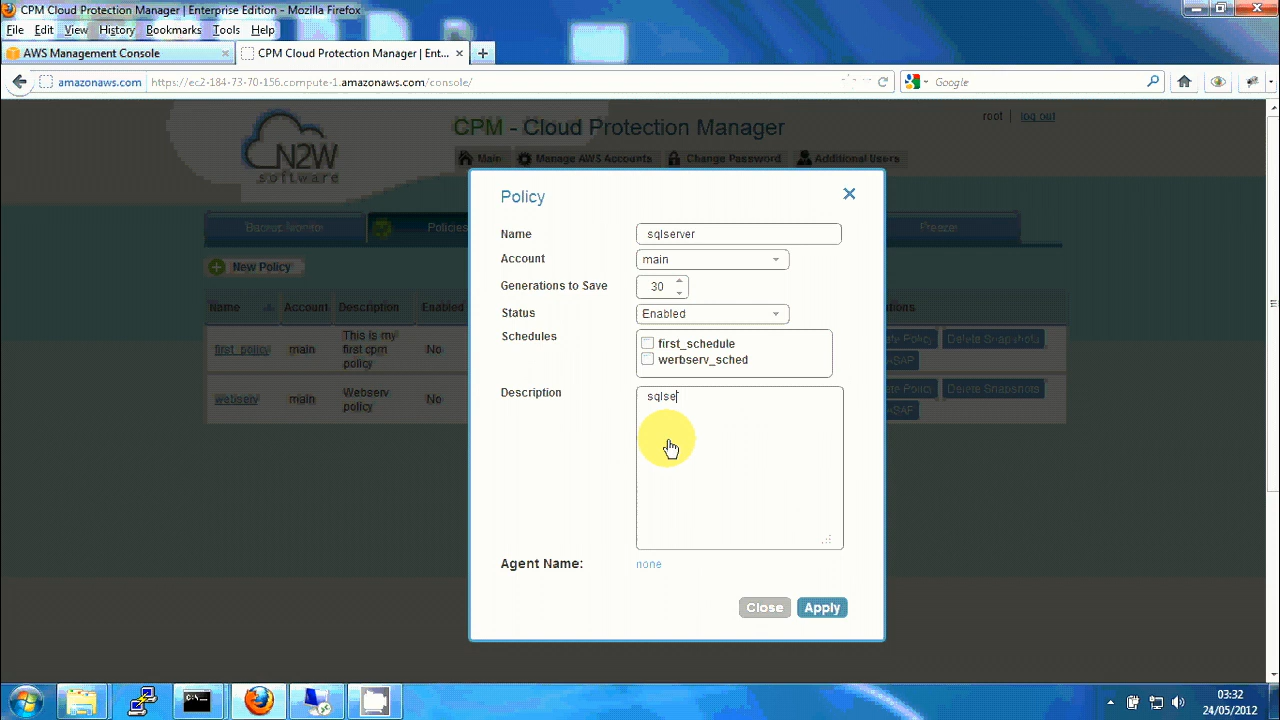 CPM Cloud Protection Manager | Enterprise Edition - Mozilla Firefox
File Edit View History Bookmarks Tools Help
AWS Management Console
CPM Cloud Protection Manager | Ent...
amazonaws.com
https://ec2-184-73-70-156.compute-1.amazonaws.com/console/
Google
N2W
software
CPM - Cloud Protection Manager
root | log out
Main
Manage AWS Accounts
Change Password
Additional Users
Backup Monitor
Policies
Freezer
New Policy
Name Account Description Enabled
first_policy main This is my
first cpm
policy No
webserv main Webserv
policy No
Delete Snapshots
ASAP
Delete Snapshots
ASAP
Policy
Name sqlserver
Account main
Generations to Save 30
Status Enabled
Schedules first_schedule
werbserv_sched
Description sqlse
Agent Name: none
Close Apply
C:\
03:32
24/05/2012